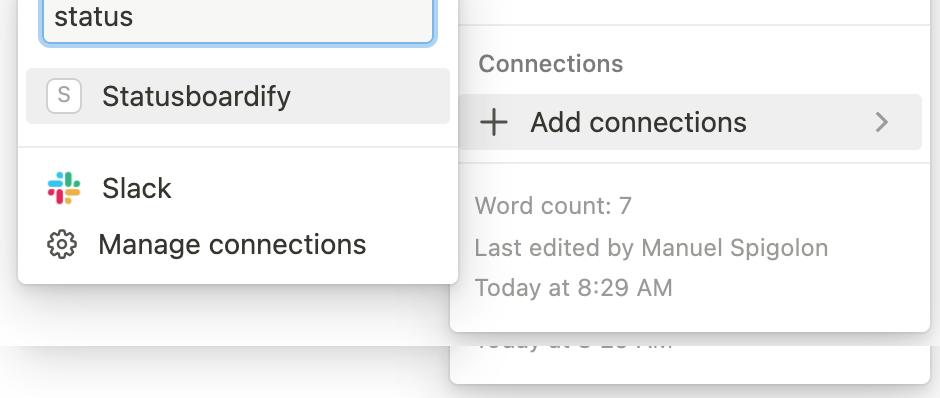 status
S
Statusboardify
Slack
Manage connections
Connections
Add connections
Word count: 7
Last edited by Manuel Spigolon
Today at 8:29 AM